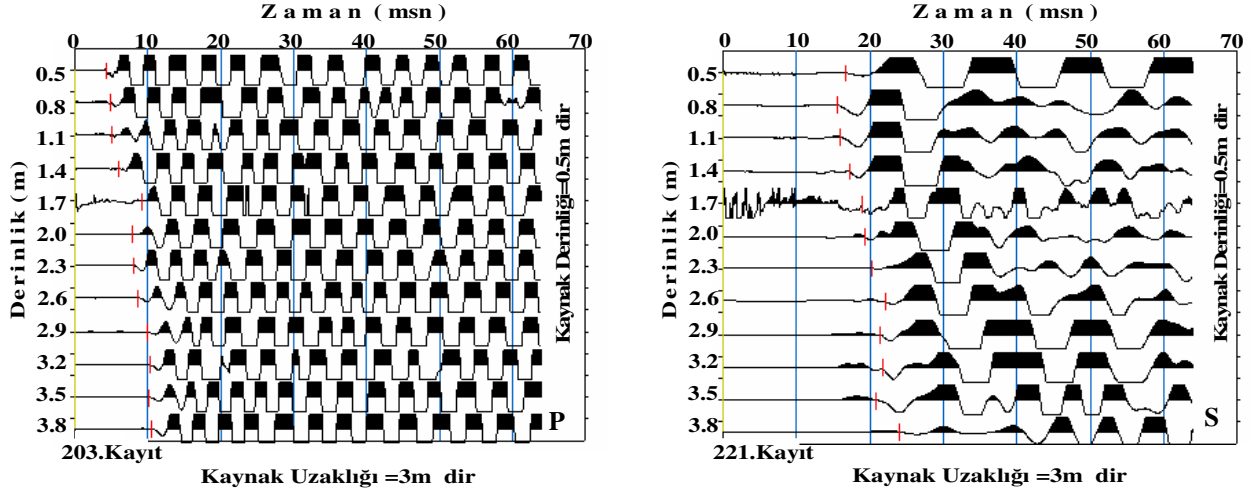 Zaman (msn)
0 10 20 30 40 50 60 70
Derinlik (m)
0.5
0.8
1.1
1.4
1.7
2.0
2.3
2.6
2.9
3.2
3.5
3.8
Kaynak Derinliği=0.5m dir
P
203.Kayıt
Kaynak Uzaklığı =3m dir
Zaman (msn)
0 10 20 30 40 50 60 70
Derinlik (m)
0.5
0.8
1.1
1.4
1.7
2.0
2.3
2.6
2.9
3.2
3.5
3.8
Kaynak Derinliği=0.5m dir
S
221.Kayıt
Kaynak Uzaklığı =3m dir